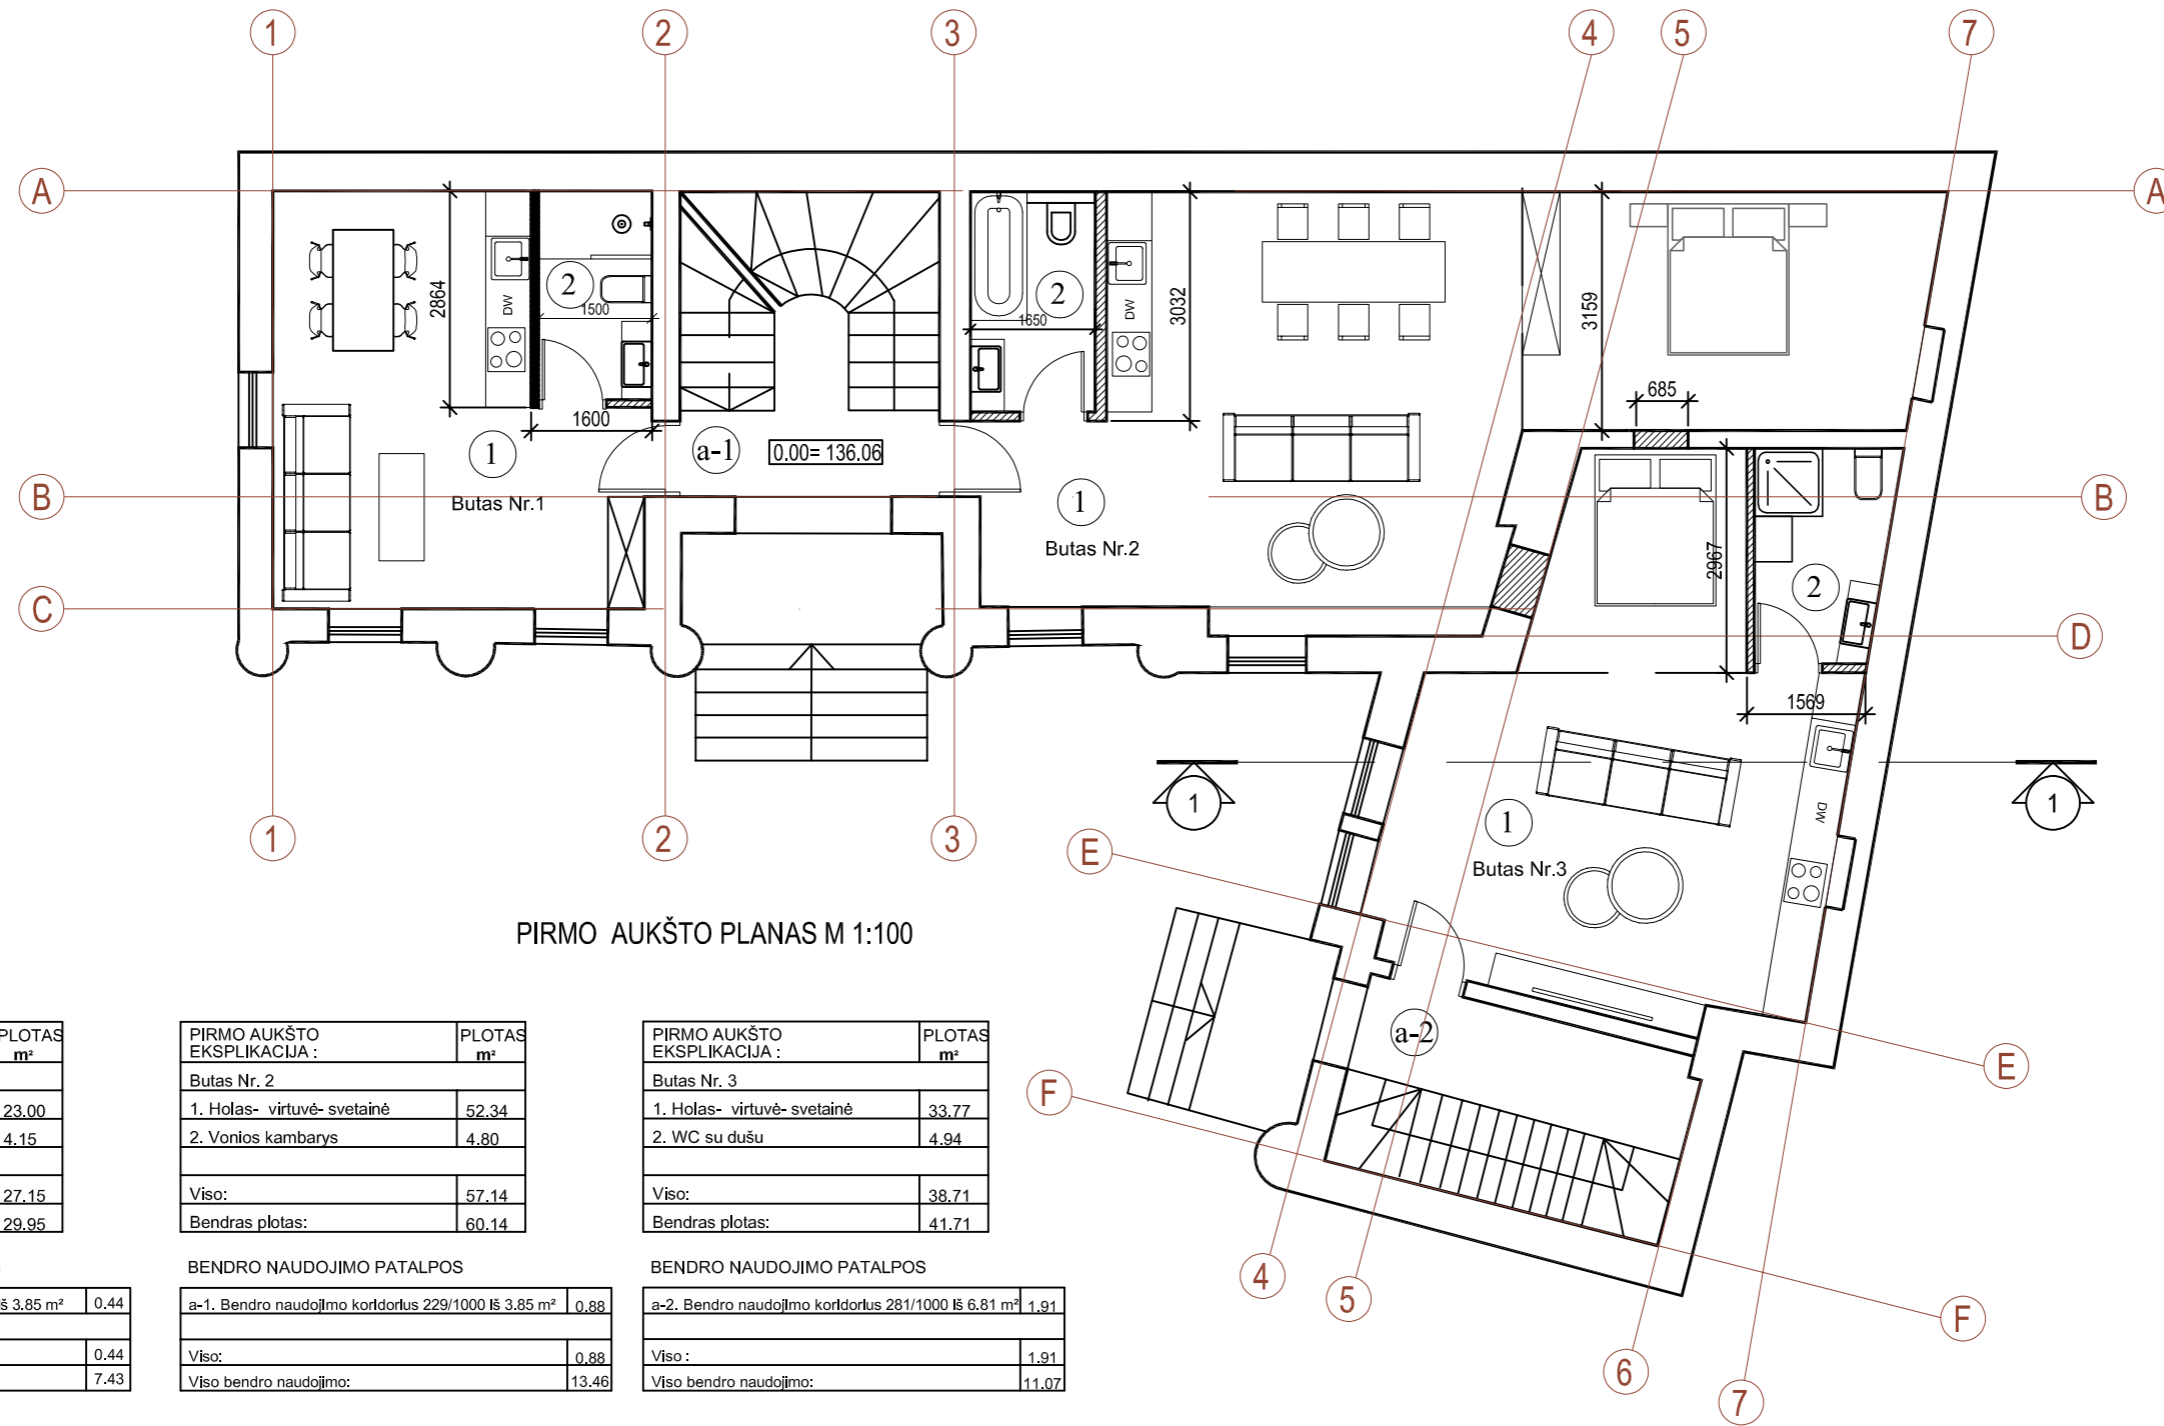 1 2 3 4 5 7
A A
2864
DW
2
1500
1600
1
Butas Nr.1
a-1
0.00= 136.06
2
1650
DW
3032
3159
685
1
Butas Nr.2
2967
2
1569
B B
C
D
1 1
DW
1
Butas Nr.3
1 2 3
E
PIRMO AUKŠTO PLANAS M 1:100
a-2
E
F
4
5
F
6
7
PLOTAS
m²
23.00
4.15
27.15
29.95
š 3.85 m² 0.44
0.44
7.43
PIRMO AUKŠTO PLOTAS
EKSPLIKACIJA : m²
Butas Nr. 2
1. Holas- virtuvė- svetainė 52.34
2. Vonios kambarys 4.80
Viso: 57.14
Bendras plotas: 60.14
BENDRO NAUDOJIMO PATALPOS
a-1. Bendro naudojimo koridorius 229/1000 iš 3.85 m² 0.88
Viso: 0.88
Viso bendro naudojimo: 13.46
PIRMO AUKŠTO PLOTAS
EKSPLIKACIJA : m²
Butas Nr. 3
1. Holas- virtuvė- svetainė 33.77
2. WC su dušu 4.94
Viso: 38.71
Bendras plotas: 41.71
BENDRO NAUDOJIMO PATALPOS
a-2. Bendro naudojimo koridorius 281/1000 iš 6.81 m² 1.91
Viso : 1.91
Viso bendro naudojimo: 11.07